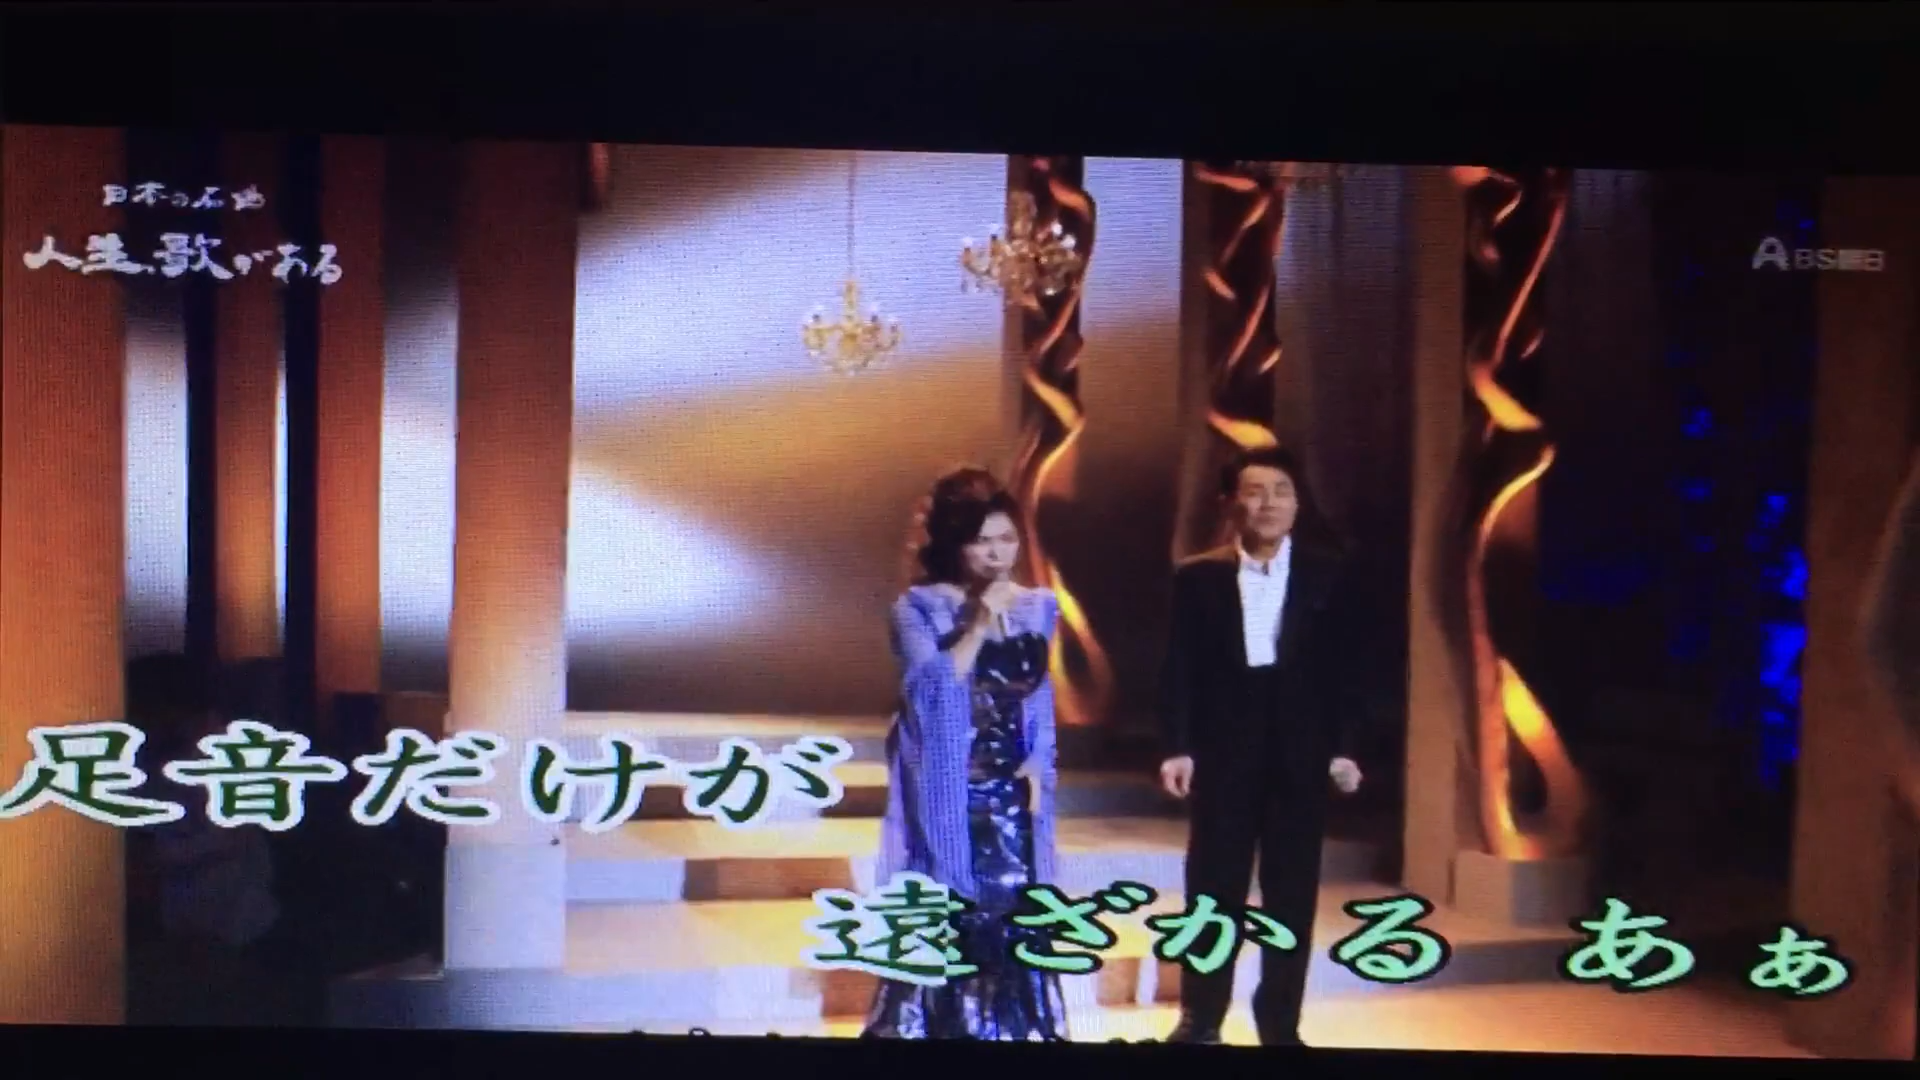 日本の名曲
人生、歌がある
BS朝日
足音だけが
遠ざかる あぁ